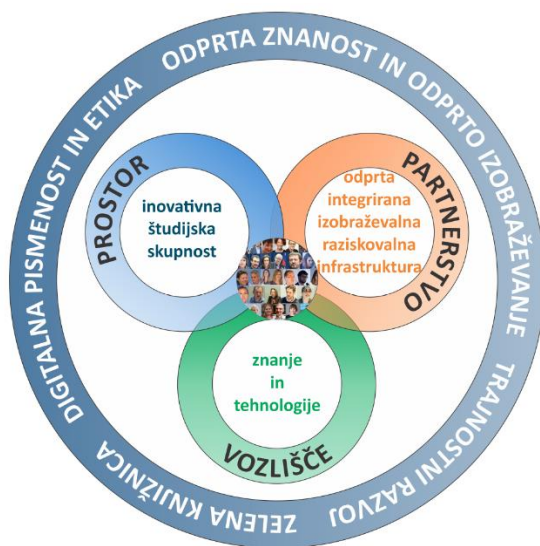 ODPRTA ZNANOST IN ODPRTO IZOBRAŽEVANJE
TRAJNOSTNI RAZVOJ
ZELENA KNJIŽNICA
DIGITALNA PISMENOST IN ETIKA
PROSTOR
inovativna
študijska
skupnost
PARTNERSTVO
odprta
integrirana
izobraževalna
raziskovalna
infrastruktura
znanje
in
tehnologije
VOZLIŠČE